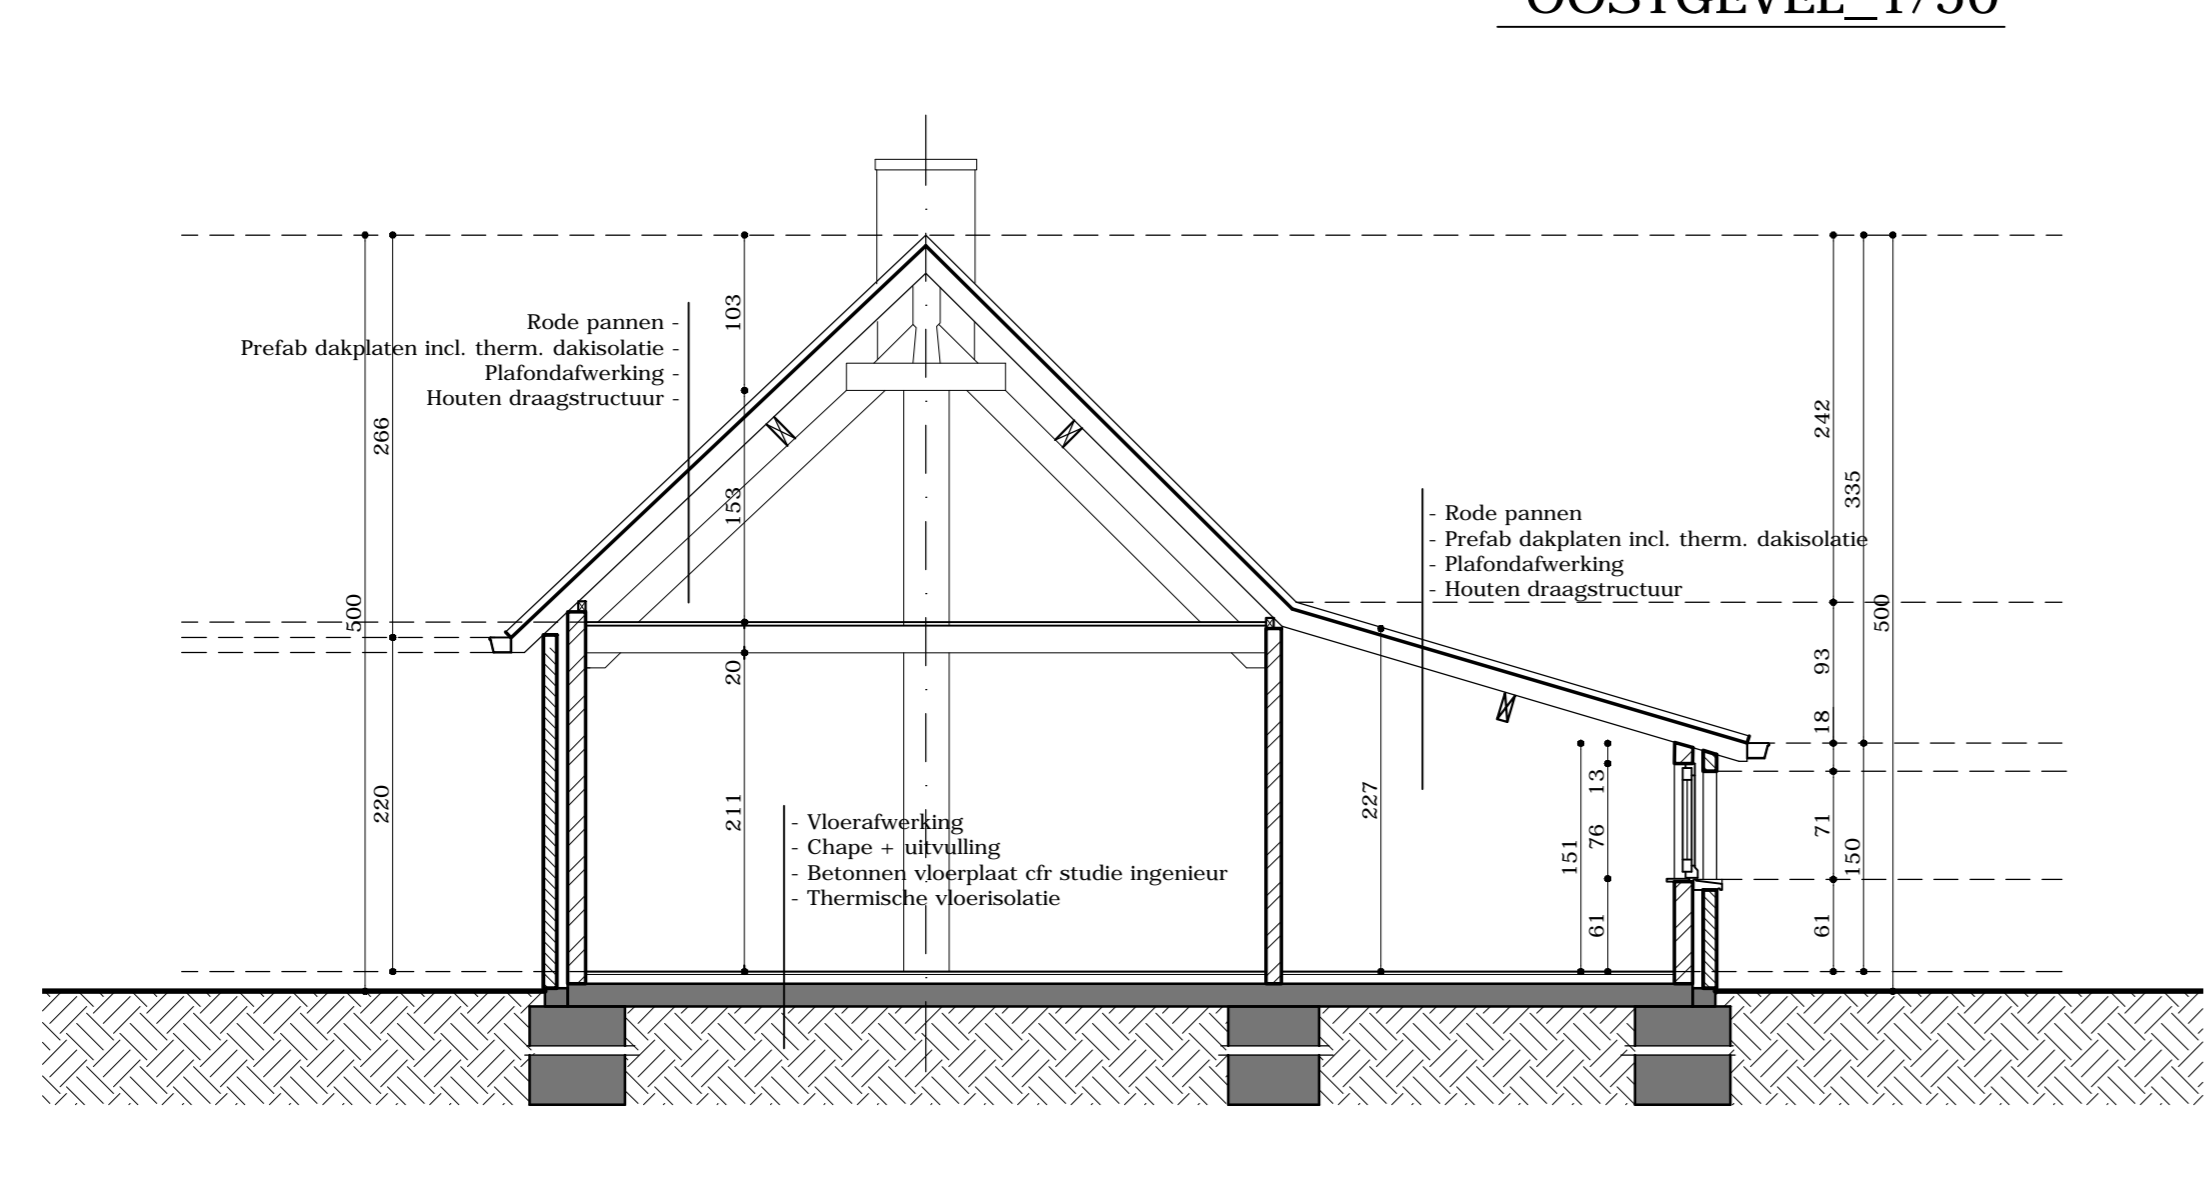 OOSTGEVEL_1/50
Rode pannen -
Prefab dakplaten incl. therm. dakisolatie -
Plafondafwerking -
Houten draagstructuur -
- Rode pannen
- Prefab dakplaten incl. therm. dakisolatie
- Plafondafwerking
- Houten draagstructuur
- Vloerafwerking
- Chape + uitvulling
- Betonnen vloerplaat cfr studie ingenieur
- Thermische vloerisolatie
500
266
220
103
153
20
211
227
151
13
76
61
242
93
18
71
61
335
150
500